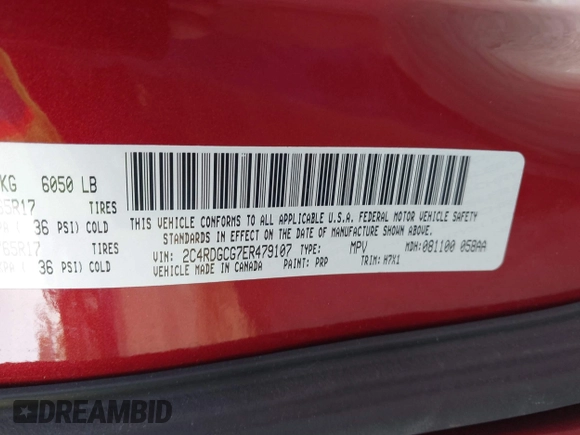 KG 6050 LB
65R17 TIRES
36 PSI) COLD
65R17 TIRES
36 PSI) COLD
THIS VEHICLE CONFORMS TO ALL APPLICABLE U.S.A. FEDERAL MOTOR VEHICLE SAFETY
STANDARDS IN EFFECT ON THE DATE OF MANUFACTURE SHOWN ABOVE.
VIN: 2C4RDGCG7ER479107 TYPE: MPV MDH: 081100 058AA
VEHICLE MADE IN CANADA PAINT: PRP TRIM: H7X1
DREAMBID